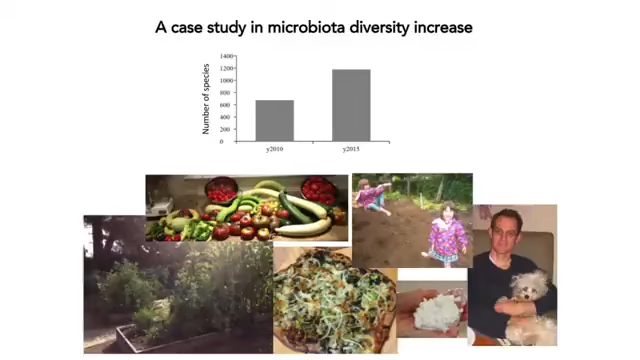 A case study in microbiota diversity increase
Number of species
1400
1200
1000
800
600
400
200
0
y2010
y2015